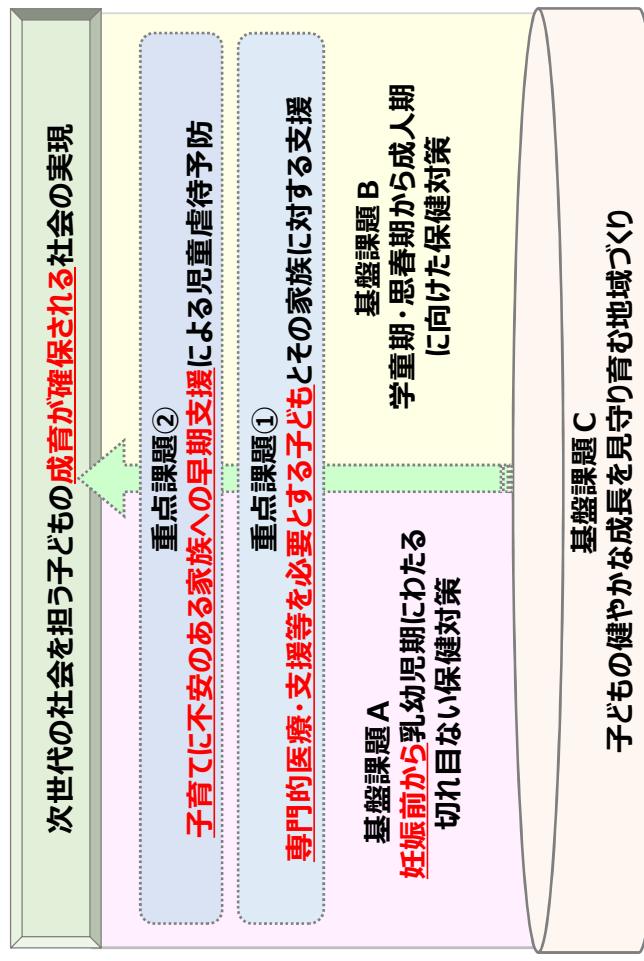 次世代の社会を担う子どもの成育が確保される社会の実現
重点課題②
子育てに不安のある家族への早期支援による児童虐待予防
重点課題①
専門的医療・支援等を必要とする子どもとその家族に対する支援
基盤課題A
妊娠前から乳幼児期にわたる
切れ目ない保健対策
基盤課題B
学童期・思春期から成人期
に向けた保健対策
基盤課題C
子どもの健やかな成長を見守り育む地域づくり